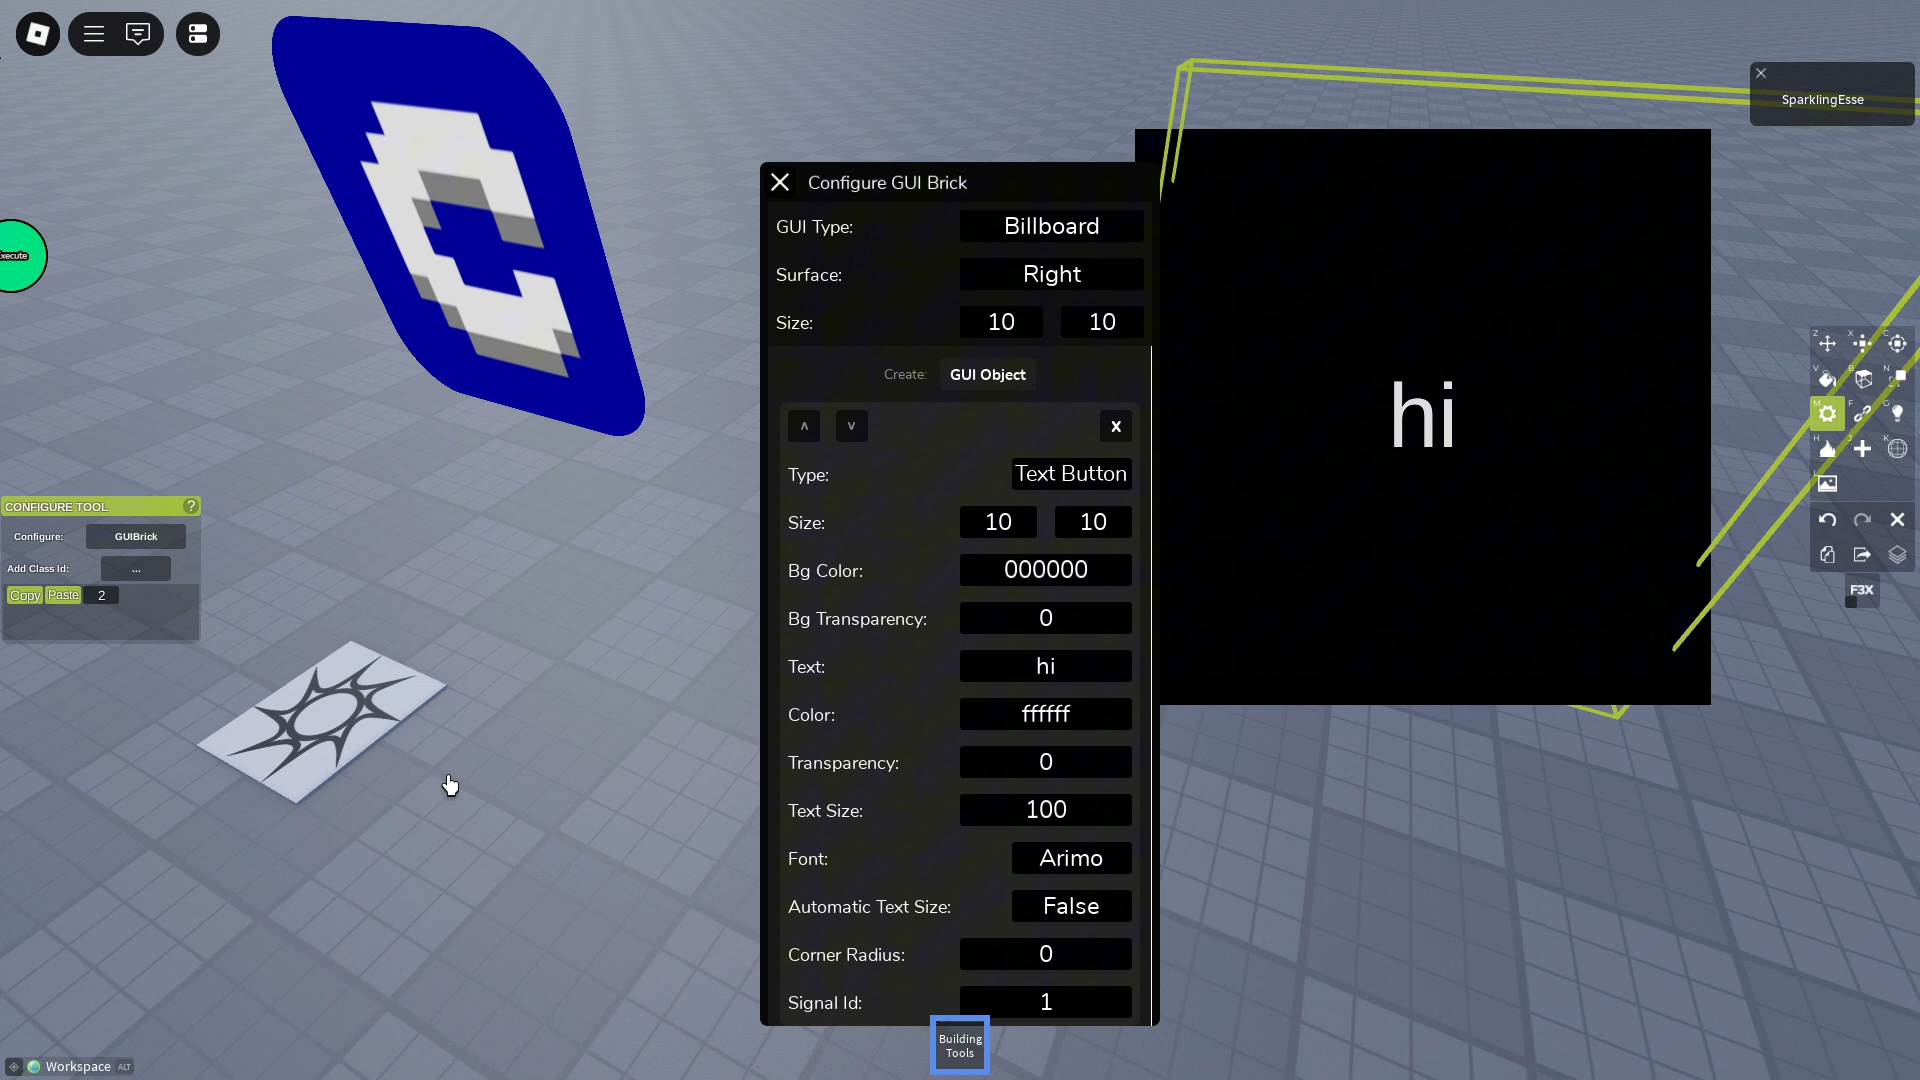 SparklingEsse
Configure GUI Brick
GUI Type: Billboard
Surface: Right
Size: 10 10
Create: GUI Object
^ v x
Type: Text Button
Size: 10 10
Bg Color: 000000
Bg Transparency: 0
Text: hi
Color: ffffff
Transparency: 0
Text Size: 100
Font: Arimo
Automatic Text Size: False
Corner Radius: 0
Signal Id: 1
hi
xecute
CONFIGURE TOOL ?
Configure: GUIBrick
Add Class Id: ...
Copy Paste 2
Z X C
V B N
M F G
H J K
L
F3X
Building
Tools
Workspace ALT